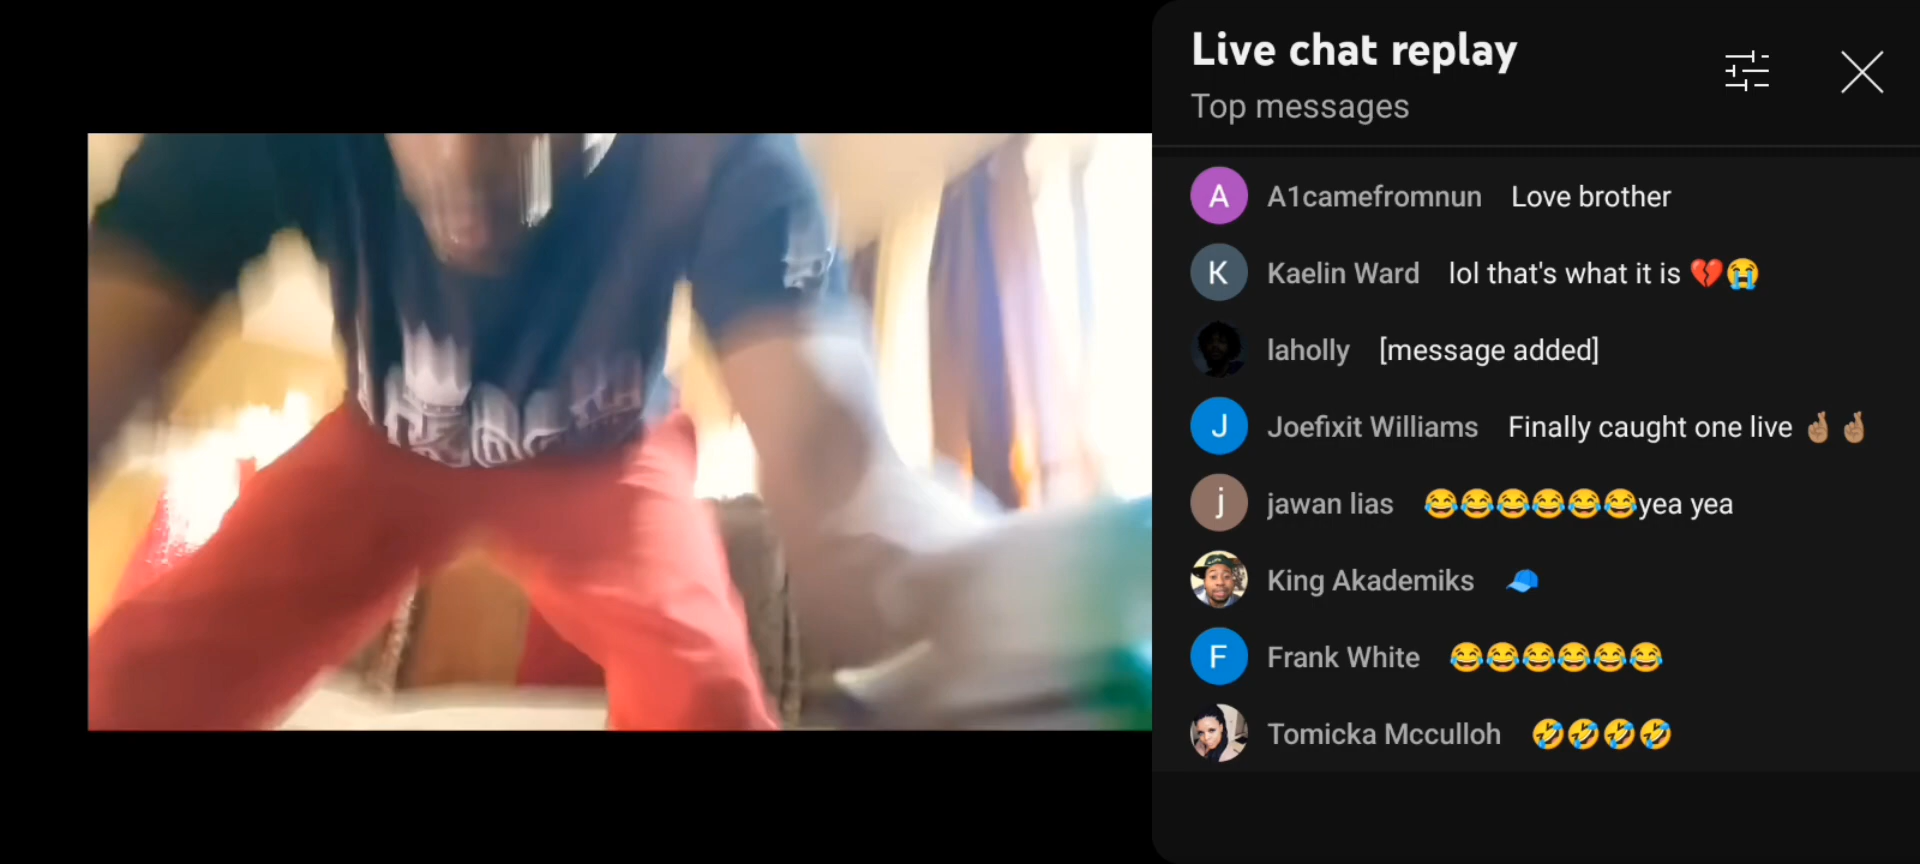 Live chat replay
Top messages
A A1camefromnun Love brother
K Kaelin Ward lol that's what it is 💔😭
laholly [message added]
J Joefixit Williams Finally caught one live 🤞🏽🤞🏽
j jawan lias 😂😂😂😂😂😂yea yea
King Akademiks 🧢
F Frank White 😂😂😂😂😂😂
Tomicka Mcculloh 🤣🤣🤣🤣